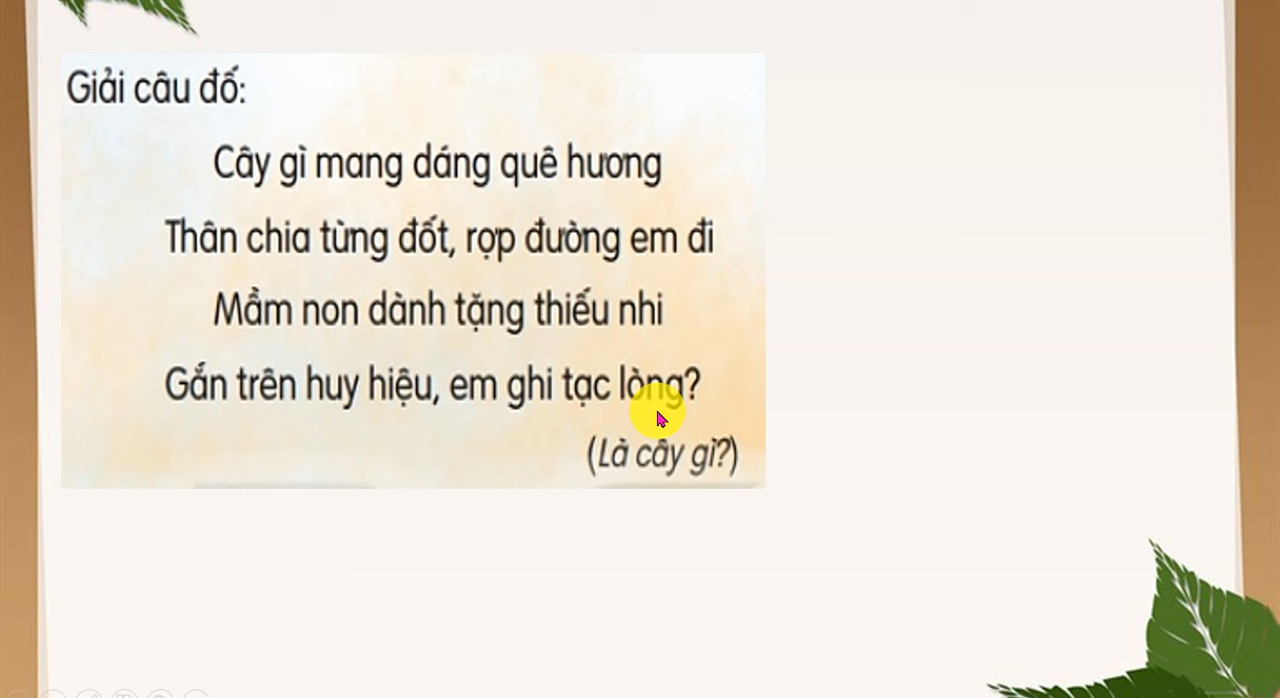 Giải câu đố:
Cây gì mang dáng quê hương
Thân chia từng đốt, rợp đường em đi
Mầm non dành tặng thiếu nhi
Gắn trên huy hiệu, em ghi tạc lòng?
(Là cây gì?)